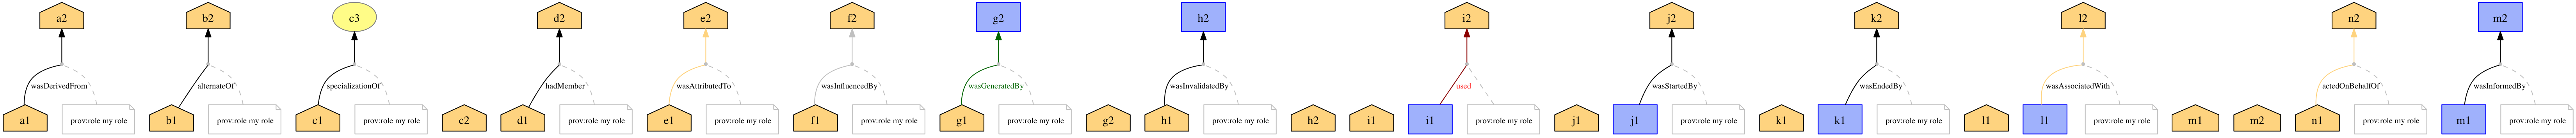 a2 b2 c3 d2 e2 f2 g2 h2 i2 j2 k2 l2 n2 m2
wasDerivedFrom alternateOf specializationOf hadMember wasAttributedTo wasInfluencedBy wasGeneratedBy wasInvalidatedBy used wasStartedBy wasEndedBy wasAssociatedWith actedOnBehalfOf wasInformedBy
a1 prov:role my role b1 prov:role my role c1 prov:role my role c2 d1 prov:role my role e1 prov:role my role f1 prov:role my role g1 prov:role my role g2 h1 prov:role my role h2 i1 i1 prov:role my role j1 j1 prov:role my role k1 k1 prov:role my role l1 l1 prov:role my role m1 m2 n1 prov:role my role m1 prov:role my role